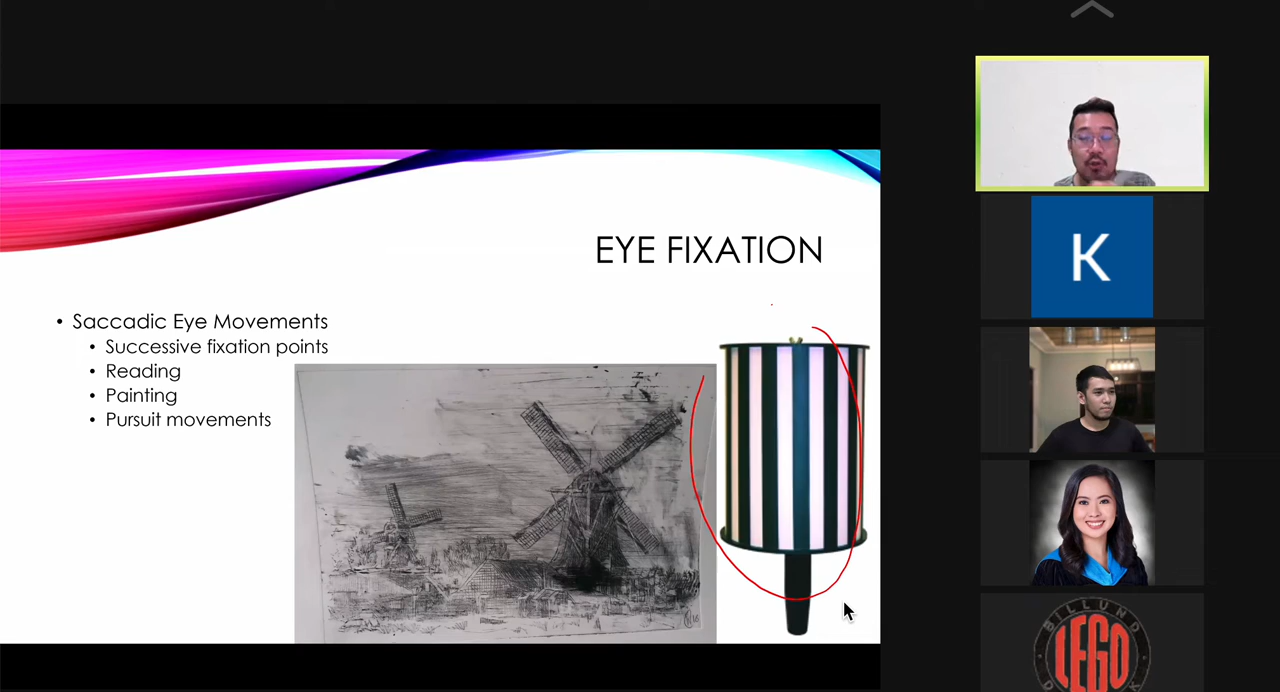 EYE FIXATION
• Saccadic Eye Movements
• Successive fixation points
• Reading
• Painting
• Pursuit movements
K
BILLUND
LEGO